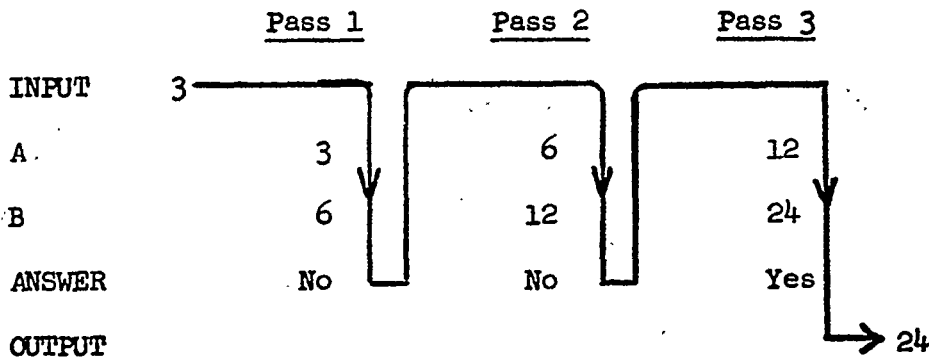 Pass 1 Pass 2 Pass 3
INPUT 3
A. 3 6 12
B 6 12 24
ANSWER No No Yes
OUTPUT 24